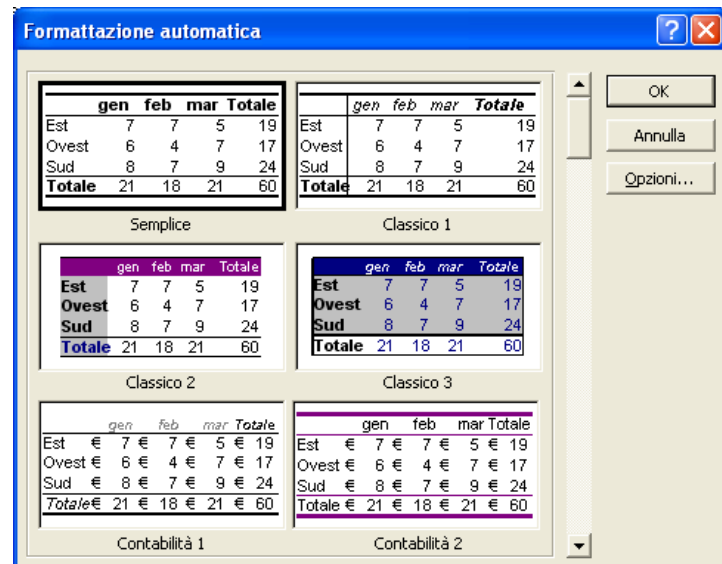 Formattazione automatica
gen feb mar Totale
Est 7 7 5 19
Ovest 6 4 7 17
Sud 8 7 9 24
Totale 21 18 21 60
Semplice
gen feb mar Totale
Est 7 7 5 19
Ovest 6 4 7 17
Sud 8 7 9 24
Totale 21 18 21 60
Classico 1
OK
Annulla
Opzioni...
gen feb mar Totale
Est 7 7 5 19
Ovest 6 4 7 17
Sud 8 7 9 24
Totale 21 18 21 60
Classico 2
gen feb mar Totale
Est 7 7 5 19
Ovest 6 4 7 17
Sud 8 7 9 24
Totale 21 18 21 60
Classico 3
gen feb mar Totale
Est € 7 € 7 € 5 € 19
Ovest € 6 € 4 € 7 € 17
Sud € 8 € 7 € 9 € 24
Totale € 21 € 18 € 21 € 60
Contabilità 1
gen feb mar Totale
Est € 7 € 7 € 5 € 19
Ovest € 6 € 4 € 7 € 17
Sud € 8 € 7 € 9 € 24
Totale € 21 € 18 € 21 € 60
Contabilità 2